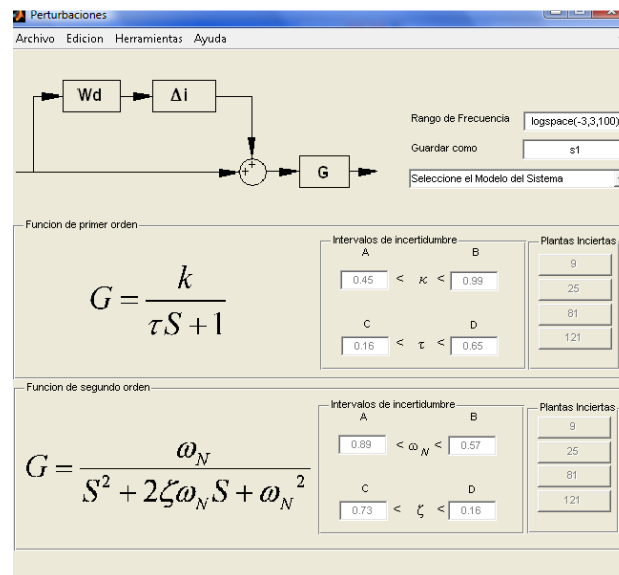 Perturbaciones
Archivo Edicion Herramientas Ayuda
Wd Δi
+
+
G
Rango de Frecuencia logspace(-3,3,100)
Guardar como s1
Seleccione el Modelo del Sistema
Funcion de primer orden
G = k / τS + 1
Intervalos de incertidumbre
A B
0.45 < κ < 0.99
C D
0.16 < τ < 0.65
Plantas Inciertas
9
25
81
121
Funcion de segundo orden
G = ω_N / S² + 2ζω_N S + ω_N²
Intervalos de incertidumbre
A B
0.89 < ω_N < 0.57
C D
0.73 < ζ < 0.16
Plantas Inciertas
9
25
81
121